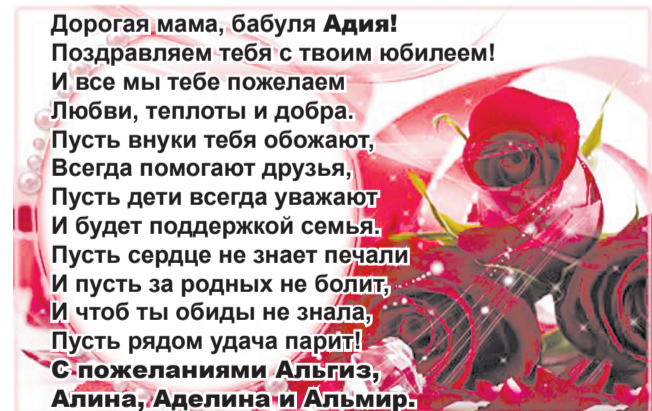 Дорогая мама, бабуля Адия!
Поздравляем тебя с твоим юбилеем!
И все мы тебе пожелаем
Любви, теплоты и добра.
Пусть внуки тебя обожают,
Всегда помогают друзья,
Пусть дети всегда уважают
И будет поддержкой семья.
Пусть сердце не знает печали
И пусть за родных не болит,
И чтоб ты обиды не знала,
Пусть рядом удача парит!
С пожеланиями Альгиз,
Алина, Аделина и Альмир.